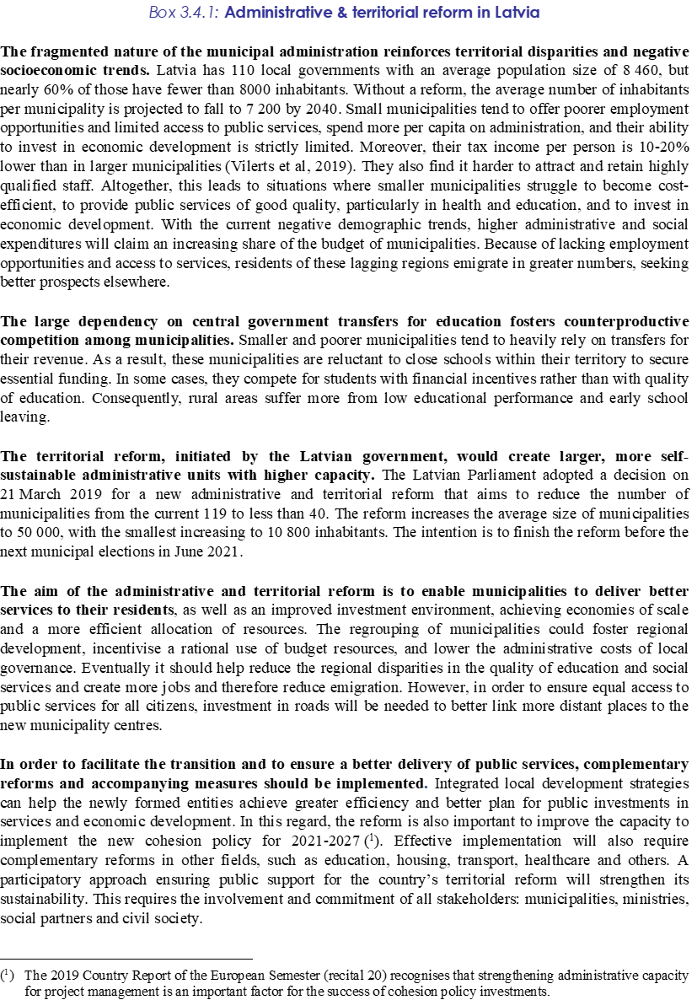 Box 3.4.1: Administrative & territorial reform in Latvia
The fragmented nature of the municipal administration reinforces territorial disparities and negative
socioeconomic trends. Latvia has 110 local governments with an average population size of 8 460, but
nearly 60% of those have fewer than 8000 inhabitants. Without a reform, the average number of inhabitants
per municipality is projected to fall to 7 200 by 2040. Small municipalities tend to offer poorer employment
opportunities and limited access to public services, spend more per capita on administration, and their ability
to invest in economic development is strictly limited. Moreover, their tax income per person is 10-20%
lower than in larger municipalities (Vilerts et al, 2019). They also find it harder to attract and retain highly
qualified staff. Altogether, this leads to situations where smaller municipalities struggle to become cost-
efficient, to provide public services of good quality, particularly in health and education, and to invest in
economic development. With the current negative demographic trends, higher administrative and social
expenditures will claim an increasing share of the budget of municipalities. Because of lacking employment
opportunities and access to services, residents of these lagging regions emigrate in greater numbers, seeking
better prospects elsewhere.
The large dependency on central government transfers for education fosters counterproductive
competition among municipalities. Smaller and poorer municipalities tend to heavily rely on transfers for
their revenue. As a result, these municipalities are reluctant to close schools within their territory to secure
essential funding. In some cases, they compete for students with financial incentives rather than with quality
of education. Consequently, rural areas suffer more from low educational performance and early school
leaving.
The territorial reform, initiated by the Latvian government, would create larger, more self-
sustainable administrative units with higher capacity. The Latvian Parliament adopted a decision on
21 March 2019 for a new administrative and territorial reform that aims to reduce the number of
municipalities from the current 119 to less than 40. The reform increases the average size of municipalities
to 50 000, with the smallest increasing to 10 800 inhabitants. The intention is to finish the reform before the
next municipal elections in June 2021.
The aim of the administrative and territorial reform is to enable municipalities to deliver better
services to their residents, as well as an improved investment environment, achieving economies of scale
and a more efficient allocation of resources. The regrouping of municipalities could foster regional
development, incentivise a rational use of budget resources, and lower the administrative costs of local
governance. Eventually it should help reduce the regional disparities in the quality of education and social
services and create more jobs and therefore reduce emigration. However, in order to ensure equal access to
public services for all citizens, investment in roads will be needed to better link more distant places to the
new municipality centres.
In order to facilitate the transition and to ensure a better delivery of public services, complementary
reforms and accompanying measures should be implemented. Integrated local development strategies
can help the newly formed entities achieve greater efficiency and better plan for public investments in
services and economic development. In this regard, the reform is also important to improve the capacity to
implement the new cohesion policy for 2021-2027 (¹). Effective implementation will also require
complementary reforms in other fields, such as education, housing, transport, healthcare and others. A
participatory approach ensuring public support for the country's territorial reform will strengthen its
sustainability. This requires the involvement and commitment of all stakeholders: municipalities, ministries,
social partners and civil society.
(¹) The 2019 Country Report of the European Semester (recital 20) recognises that strengthening administrative capacity
for project management is an important factor for the success of cohesion policy investments.